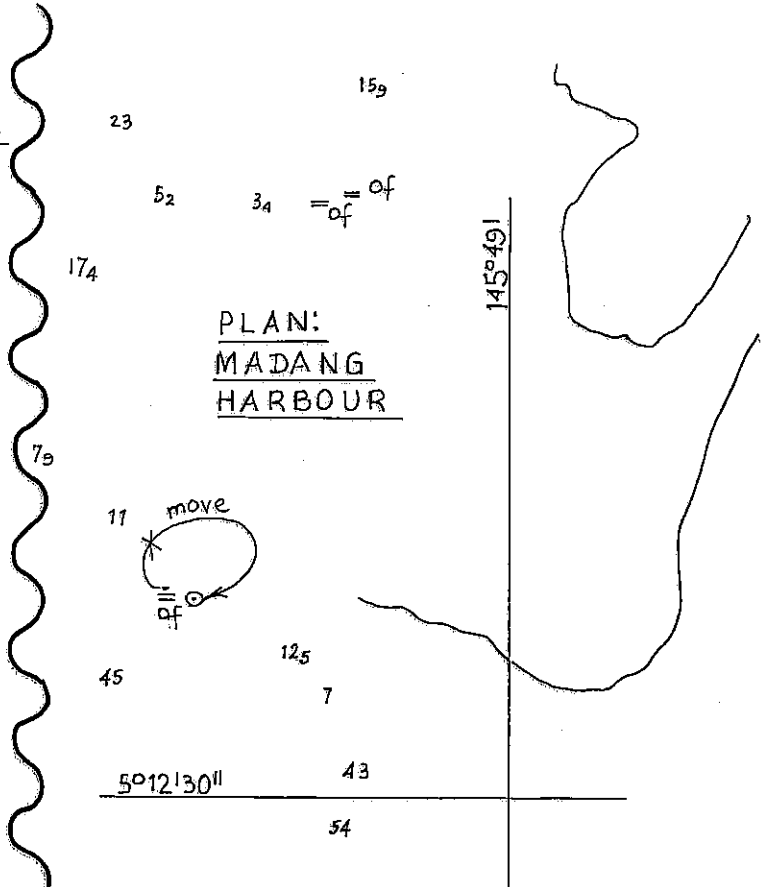 15₉
23
5₂
3₄
of
of
17₄
145°49'
PLAN:
MADANG
HARBOUR
7₉
11
move
of
12₅
45
7
43
5°12'30"
54